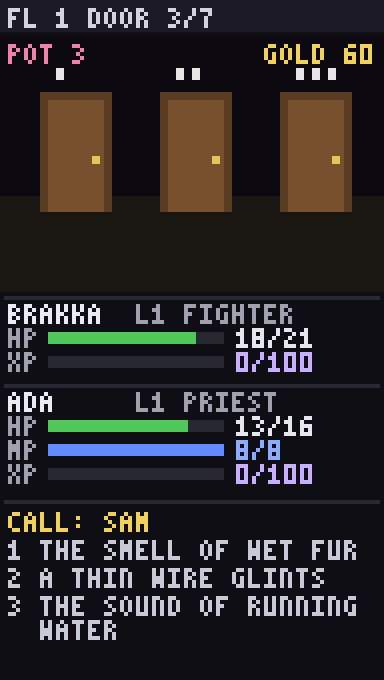 FL 1 DOOR 3/7
POT 3 GOLD 60
BRAKKA L1 FIGHTER
HP 18/21
XP 0/100
ADA L1 PRIEST
HP 13/16
MP 8/8
XP 0/100
CALL: SAM
1 THE SMELL OF WET FUR
2 A THIN WIRE GLINTS
3 THE SOUND OF RUNNING
WATER